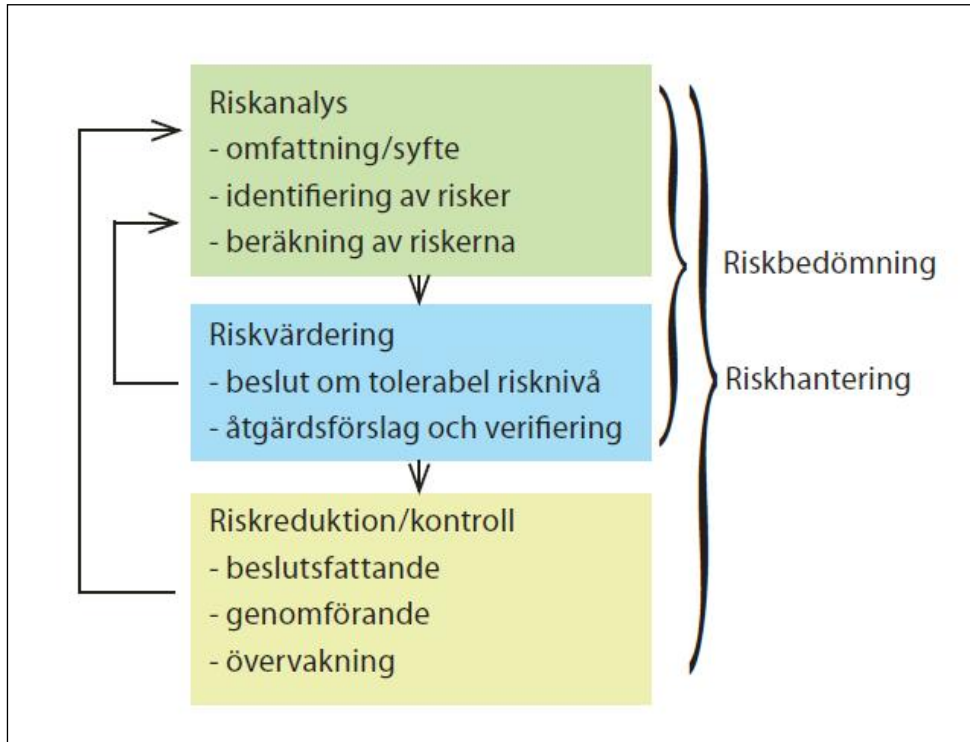 Riskanalys
- omfattning/syfte
- identifiering av risker
- beräkning av riskerna
Riskvärdering
- beslut om tolerabel risknivå
- åtgärdsförslag och verifiering
Riskreduktion/kontroll
- beslutsfattande
- genomförande
- övervakning
Riskbedömning
Riskhantering